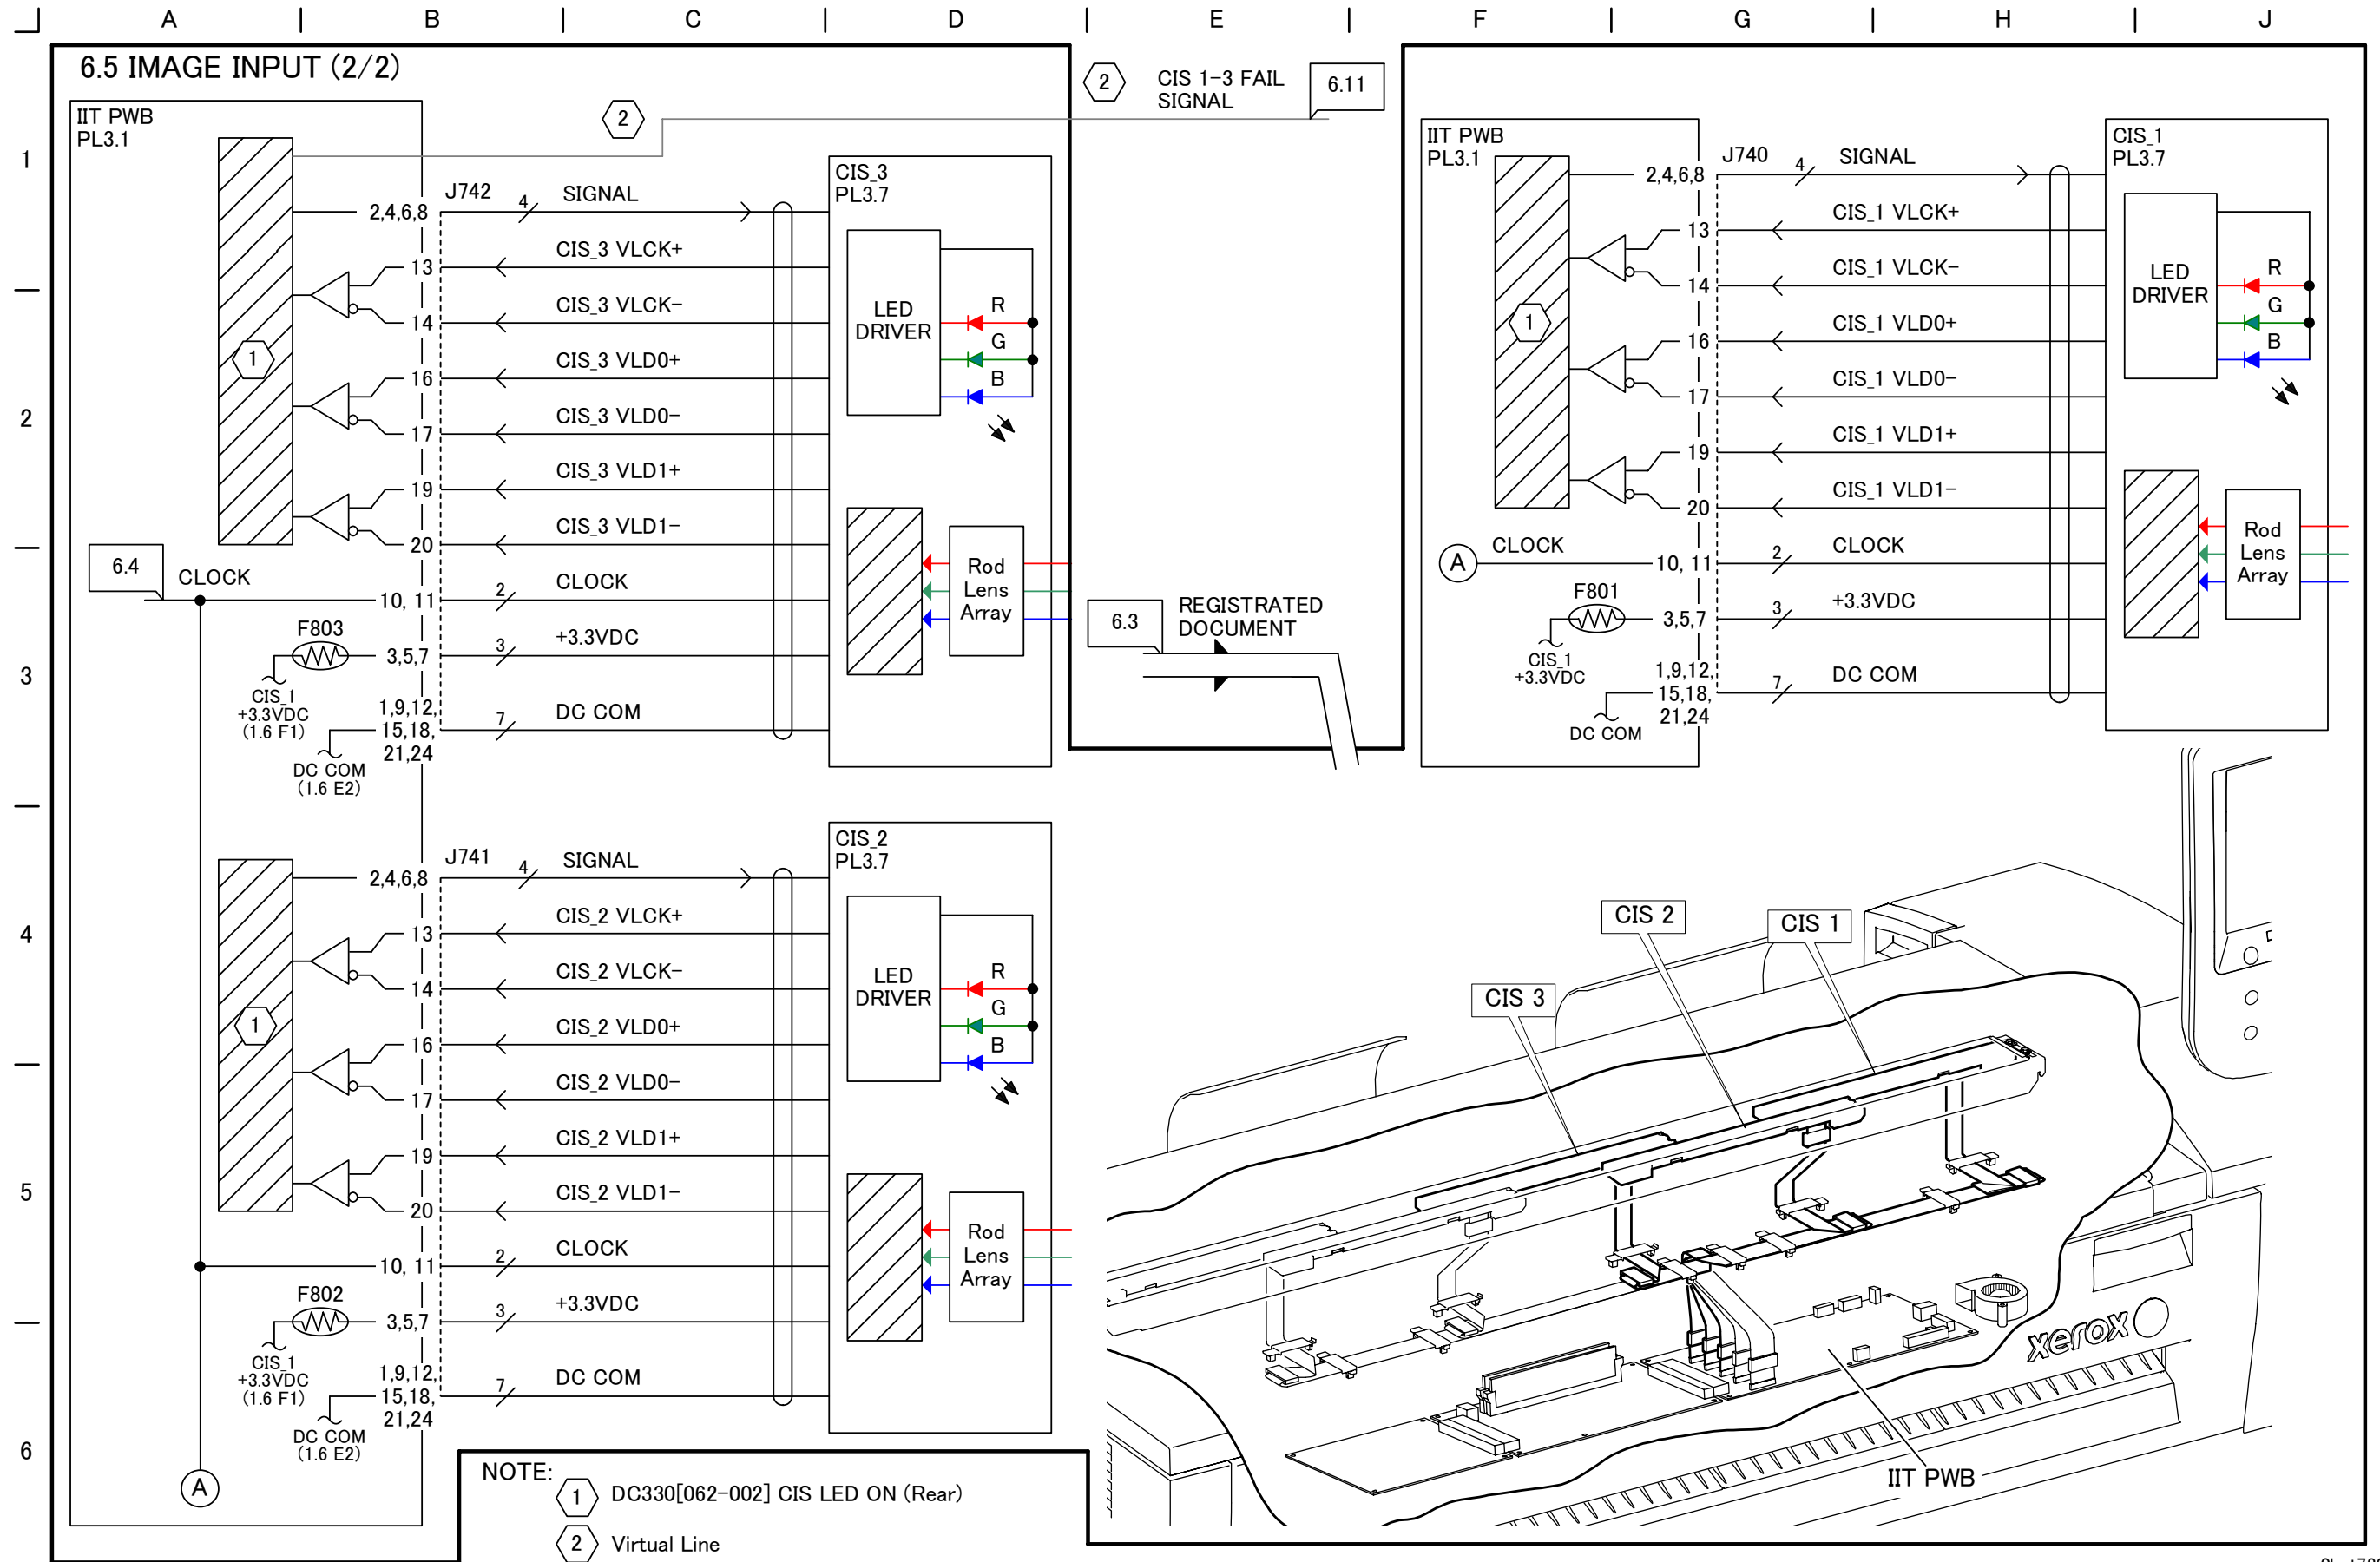 A B C D E F G H J
1
2
3
4
5
6
6.5 IMAGE INPUT (2/2)
IIT PWB
PL3.1
2
1
J742
2,4,6,8
4
SIGNAL
13
CIS_3 VLCK+
14
CIS_3 VLCK-
16
CIS_3 VLD0+
17
CIS_3 VLD0-
19
CIS_3 VLD1+
20
CIS_3 VLD1-
6.4
CLOCK
10, 11
2
CLOCK
F803
3,5,7
3
+3.3VDC
CIS_1
+3.3VDC
(1.6 F1)
1,9,12,
15,18,
21,24
7
DC COM
DC COM
(1.6 E2)
CIS_3
PL3.7
LED
DRIVER
R
G
B
Rod
Lens
Array
2
CIS 1-3 FAIL
SIGNAL
6.11
6.3
REGISTRATED
DOCUMENT
IIT PWB
PL3.1
1
J740
2,4,6,8
4
SIGNAL
13
CIS_1 VLCK+
14
CIS_1 VLCK-
16
CIS_1 VLD0+
17
CIS_1 VLD0-
19
CIS_1 VLD1+
20
CIS_1 VLD1-
A
CLOCK
10, 11
2
CLOCK
F801
3,5,7
3
+3.3VDC
CIS_1
+3.3VDC
1,9,12,
15,18,
21,24
7
DC COM
DC COM
CIS_1
PL3.7
LED
DRIVER
R
G
B
Rod
Lens
Array
1
J741
2,4,6,8
4
SIGNAL
13
CIS_2 VLCK+
14
CIS_2 VLCK-
16
CIS_2 VLD0+
17
CIS_2 VLD0-
19
CIS_2 VLD1+
20
CIS_2 VLD1-
10, 11
2
CLOCK
F802
3,5,7
3
+3.3VDC
CIS_1
+3.3VDC
(1.6 F1)
1,9,12,
15,18,
21,24
7
DC COM
DC COM
(1.6 E2)
A
CIS_2
PL3.7
LED
DRIVER
R
G
B
Rod
Lens
Array
CIS 2
CIS 1
CIS 3
xerox
IIT PWB
NOTE:
1 DC330[062-002] CIS LED ON (Rear)
2 Virtual Line